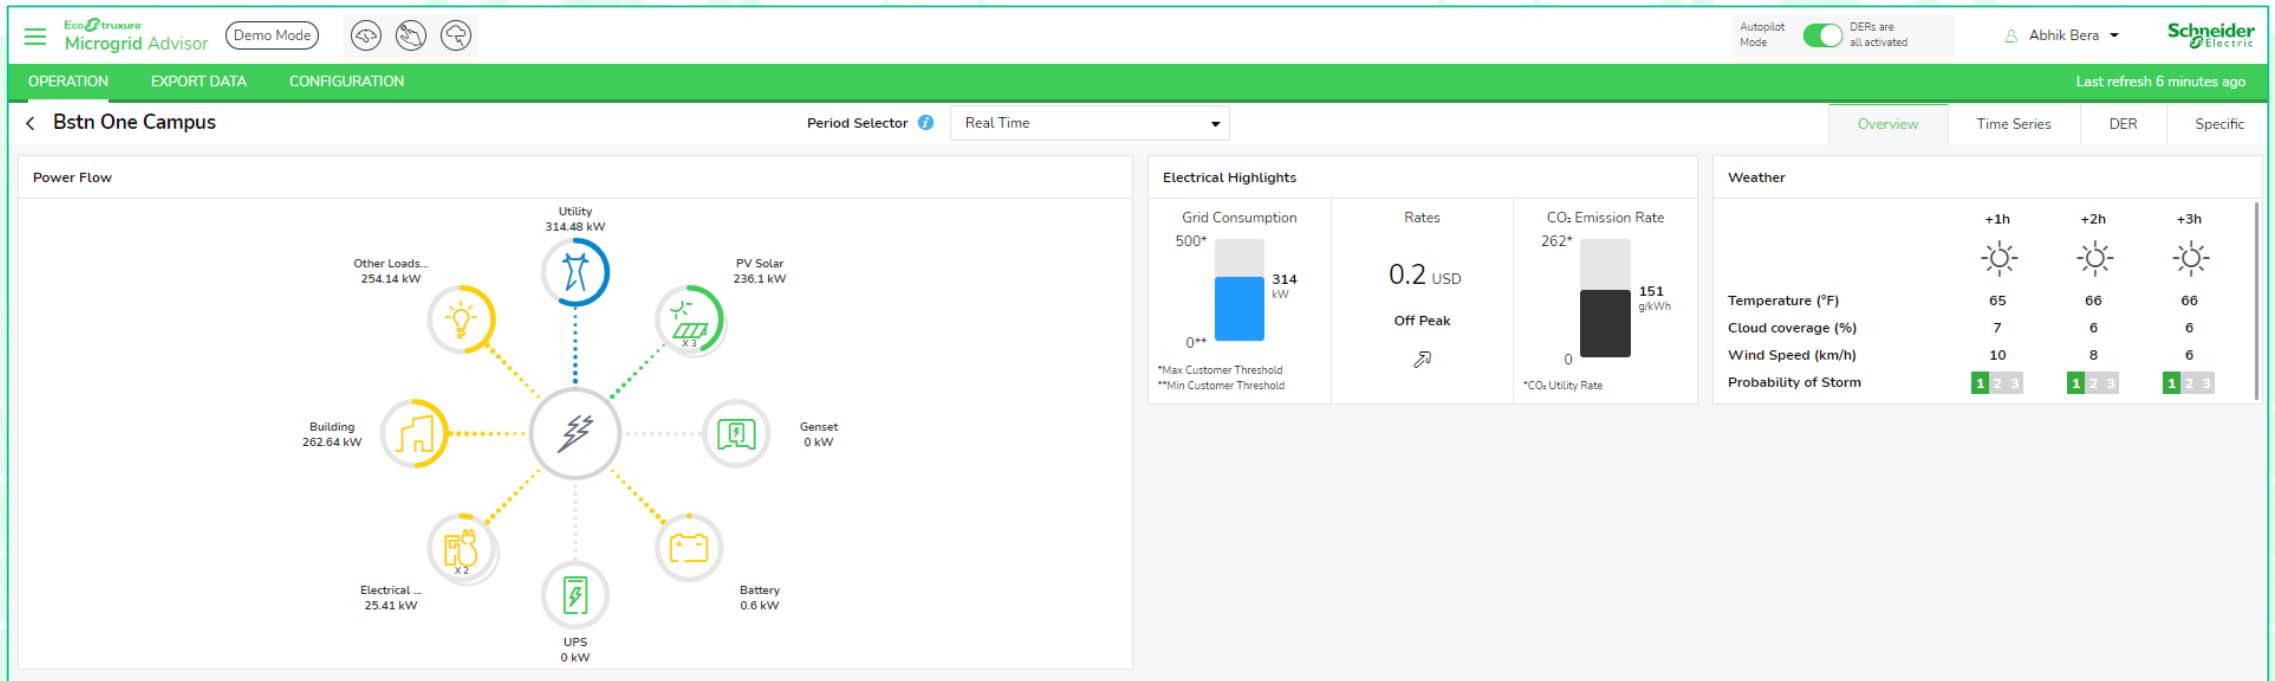 EcoStruxure
Microgrid Advisor
Demo Mode
Autopilot Mode
DERs are all activated
Abhik Bera
Schneider Electric
OPERATION EXPORT DATA CONFIGURATION
Last refresh 6 minutes ago
Bstn One Campus
Period Selector i Real Time
Overview Time Series DER Specific
Power Flow
Utility
314.48 kW
Other Loads...
254.14 kW
PV Solar
236.1 kW
X 3
Building
262.64 kW
Genset
0 kW
Electrical ...
25.41 kW
X 2
Battery
0.6 kW
UPS
0 kW
Electrical Highlights
Grid Consumption
500*
314
kW
0**
*Max Customer Threshold
**Min Customer Threshold
Rates
0.2 USD
Off Peak
CO₂ Emission Rate
262*
151
g/kWh
0
*CO₂ Utility Rate
Weather
+1h +2h +3h
Temperature (°F) 65 66 66
Cloud coverage (%) 7 6 6
Wind Speed (km/h) 10 8 6
Probability of Storm 1 2 3 1 2 3 1 2 3